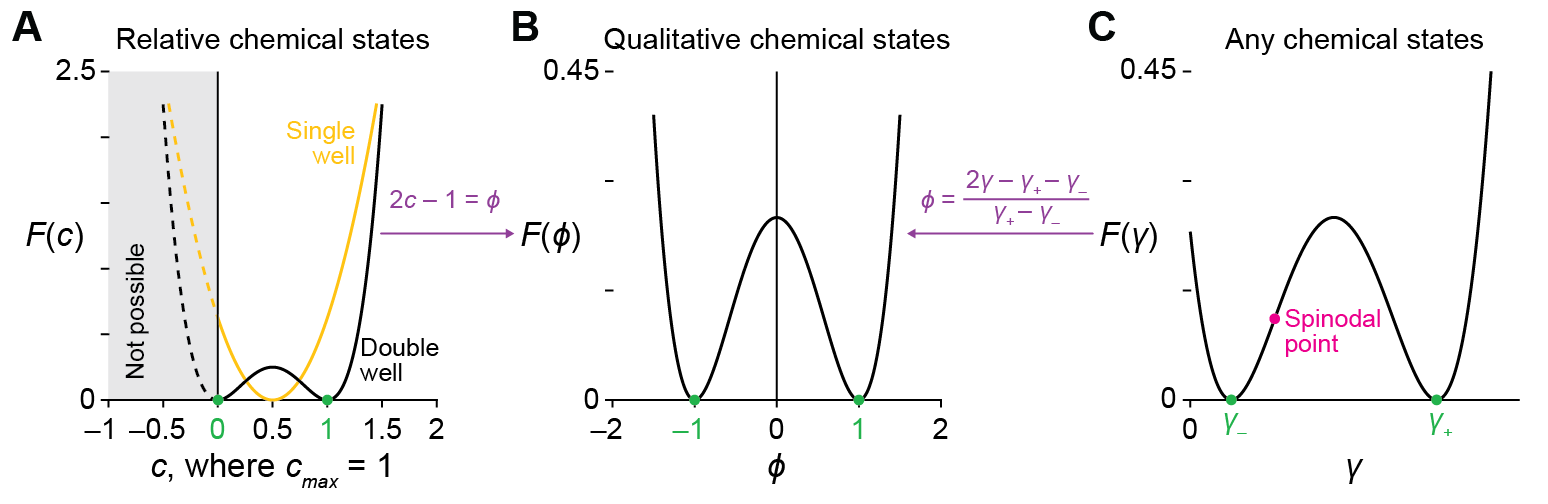 A
Relative chemical states
2.5
F(c)
0
Not possible
Single
well
Double
well
–1 –0.5 0 0.5 1 1.5 2
c, where c_max = 1
2c – 1 = ϕ
B
Qualitative chemical states
0.45
F(ϕ)
0
–2 –1 0 1 2
ϕ
ϕ = (2γ – γ₊ – γ₋) / (γ₊ – γ₋)
C
Any chemical states
0.45
F(γ)
0
Spinodal
point
0 γ₋ γ₊
γ